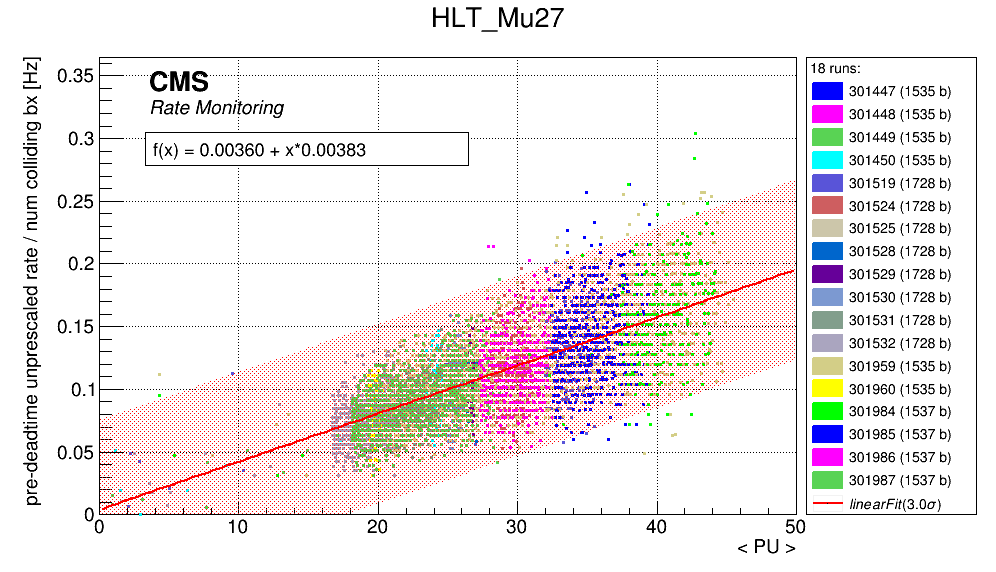 HLT_Mu27
pre-deadtime unprescaled rate / num colliding bx [Hz]
CMS
Rate Monitoring
f(x) = 0.00360 + x*0.00383
0.35
0.3
0.25
0.2
0.15
0.1
0.05
0
0 10 20 30 40 50
< PU >
18 runs:
301447 (1535 b)
301448 (1535 b)
301449 (1535 b)
301450 (1535 b)
301519 (1728 b)
301524 (1728 b)
301525 (1728 b)
301528 (1728 b)
301529 (1728 b)
301530 (1728 b)
301531 (1728 b)
301532 (1728 b)
301959 (1535 b)
301960 (1535 b)
301984 (1537 b)
301985 (1537 b)
301986 (1537 b)
301987 (1537 b)
linearFit(3.0σ)